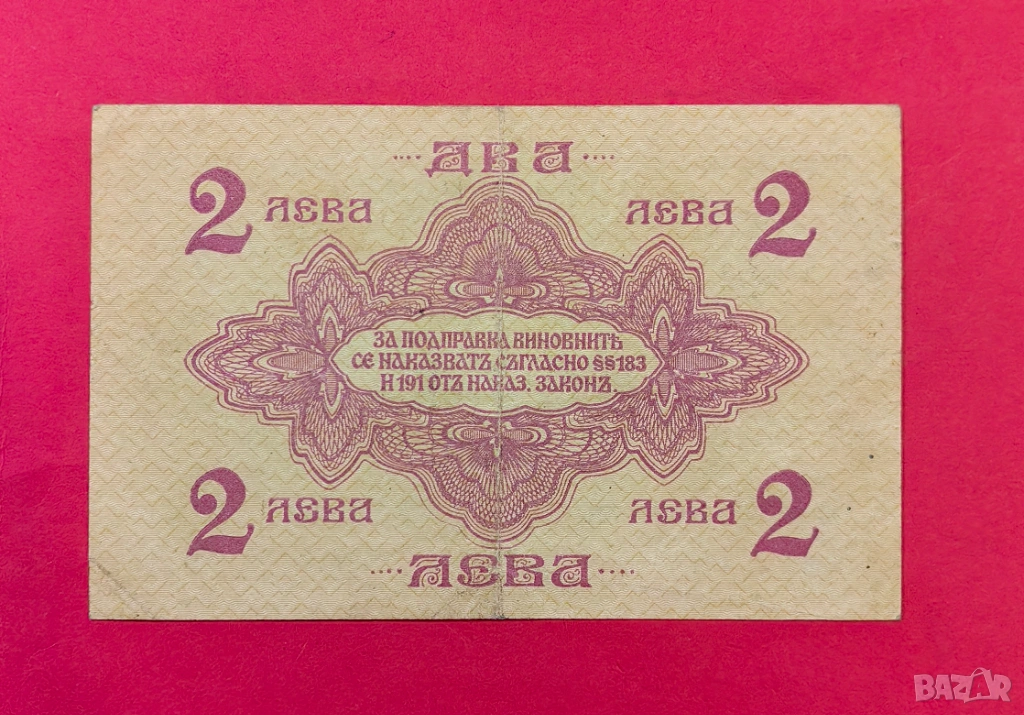 ДВА
2 ЛЕВА ЛЕВА 2
ЗА ПОДПРАВКА ВИНОВНИТѢ
СЕ НАКАЗВАТЪ СЪГЛАСНО §§183
И 191 ОТЪ НАКАЗ. ЗАКОНЪ.
2 ЛЕВА ЛЕВА 2
ЛЕВА
BAZAR